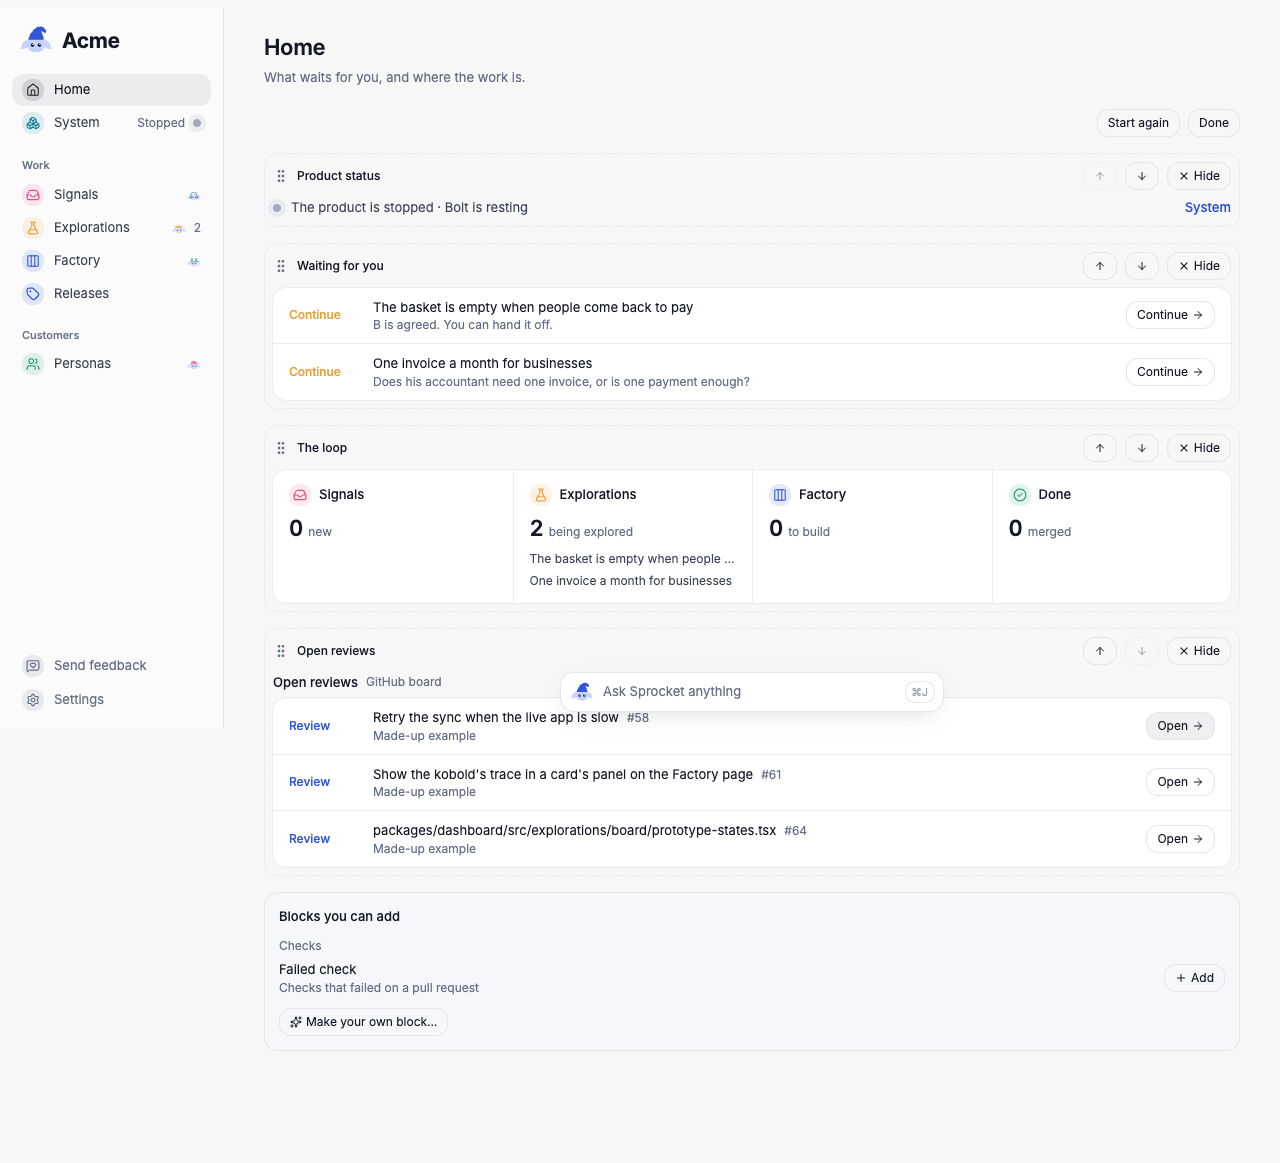 Acme
Home
System Stopped
Work
Signals
Explorations 2
Factory
Releases
Customers
Personas
Send feedback
Settings
Home
What waits for you, and where the work is.
Start again Done
Product status Hide
The product is stopped · Bolt is resting System
Waiting for you Hide
Continue The basket is empty when people come back to pay Continue →
B is agreed. You can hand it off.
Continue One invoice a month for businesses Continue →
Does his accountant need one invoice, or is one payment enough?
The loop Hide
Signals Explorations Factory Done
0 new 2 being explored 0 to build 0 merged
The basket is empty when people ...
One invoice a month for businesses
Open reviews Hide
Open reviews GitHub board
Ask Sprocket anything ⌘J
Review Retry the sync when the live app is slow #58 Open →
Made-up example
Review Show the kobold's trace in a card's panel on the Factory page #61 Open →
Made-up example
Review packages/dashboard/src/explorations/board/prototype-states.tsx #64 Open →
Made-up example
Blocks you can add
Checks
Failed check + Add
Checks that failed on a pull request
Make your own block...